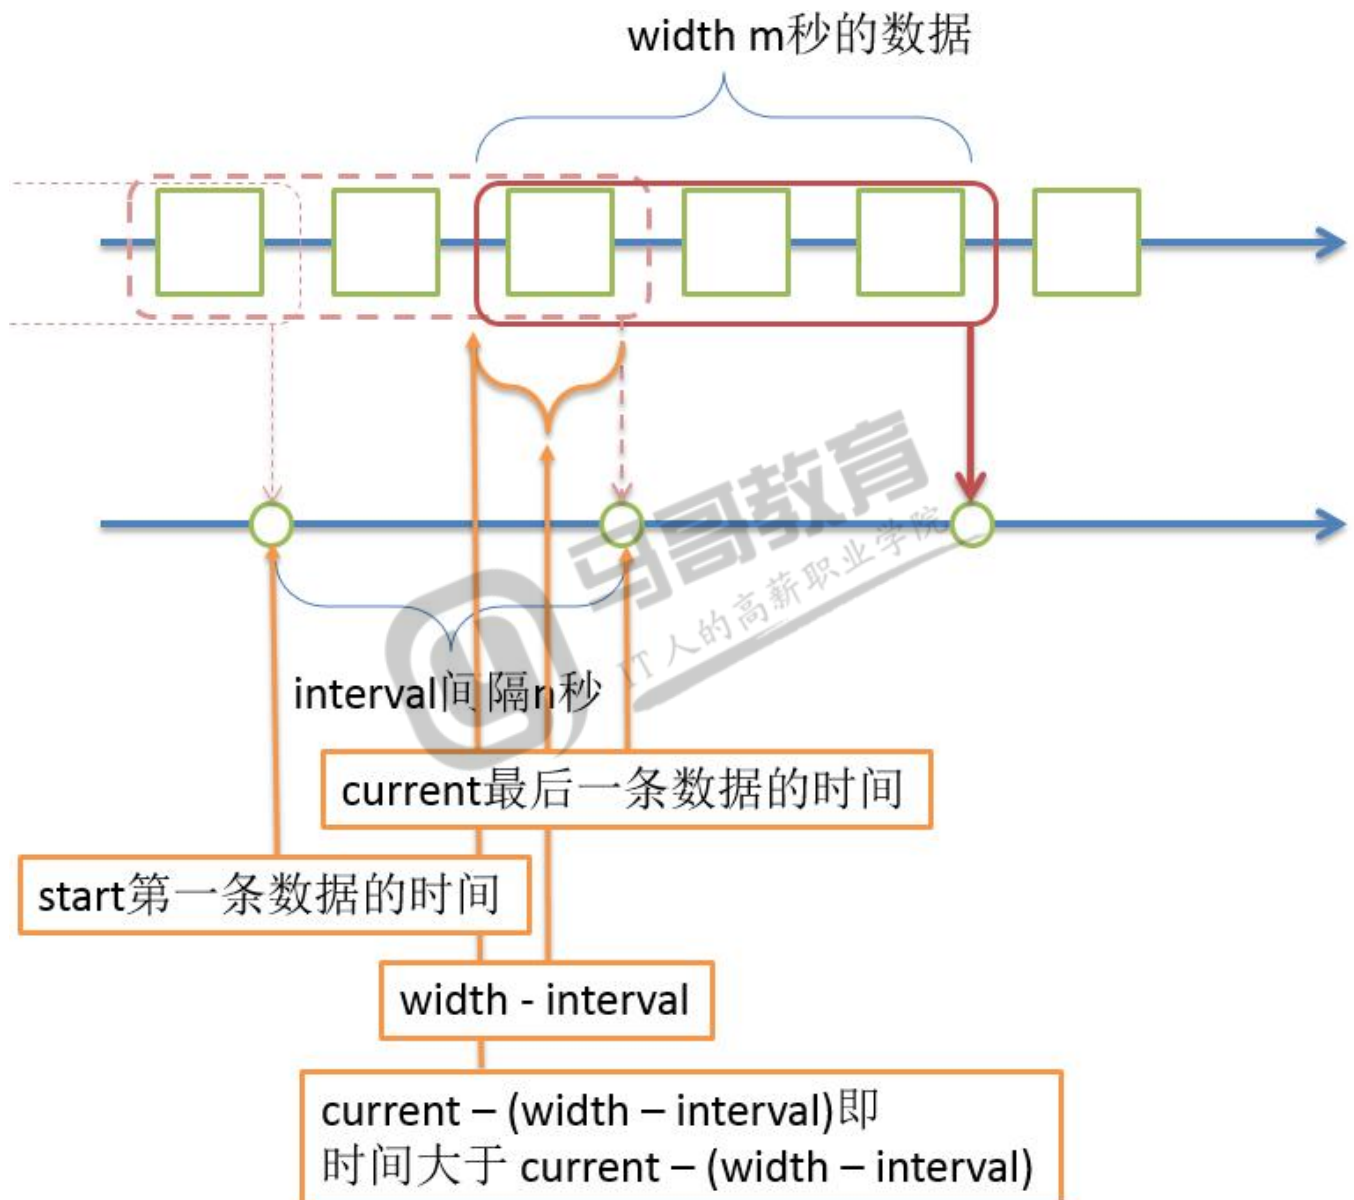 width m秒的数据
马哥教育
IT人的高薪职业学院
interval间隔n秒
current最后一条数据的时间
start第一条数据的时间
width - interval
current – (width – interval)即
时间大于 current – (width – interval)